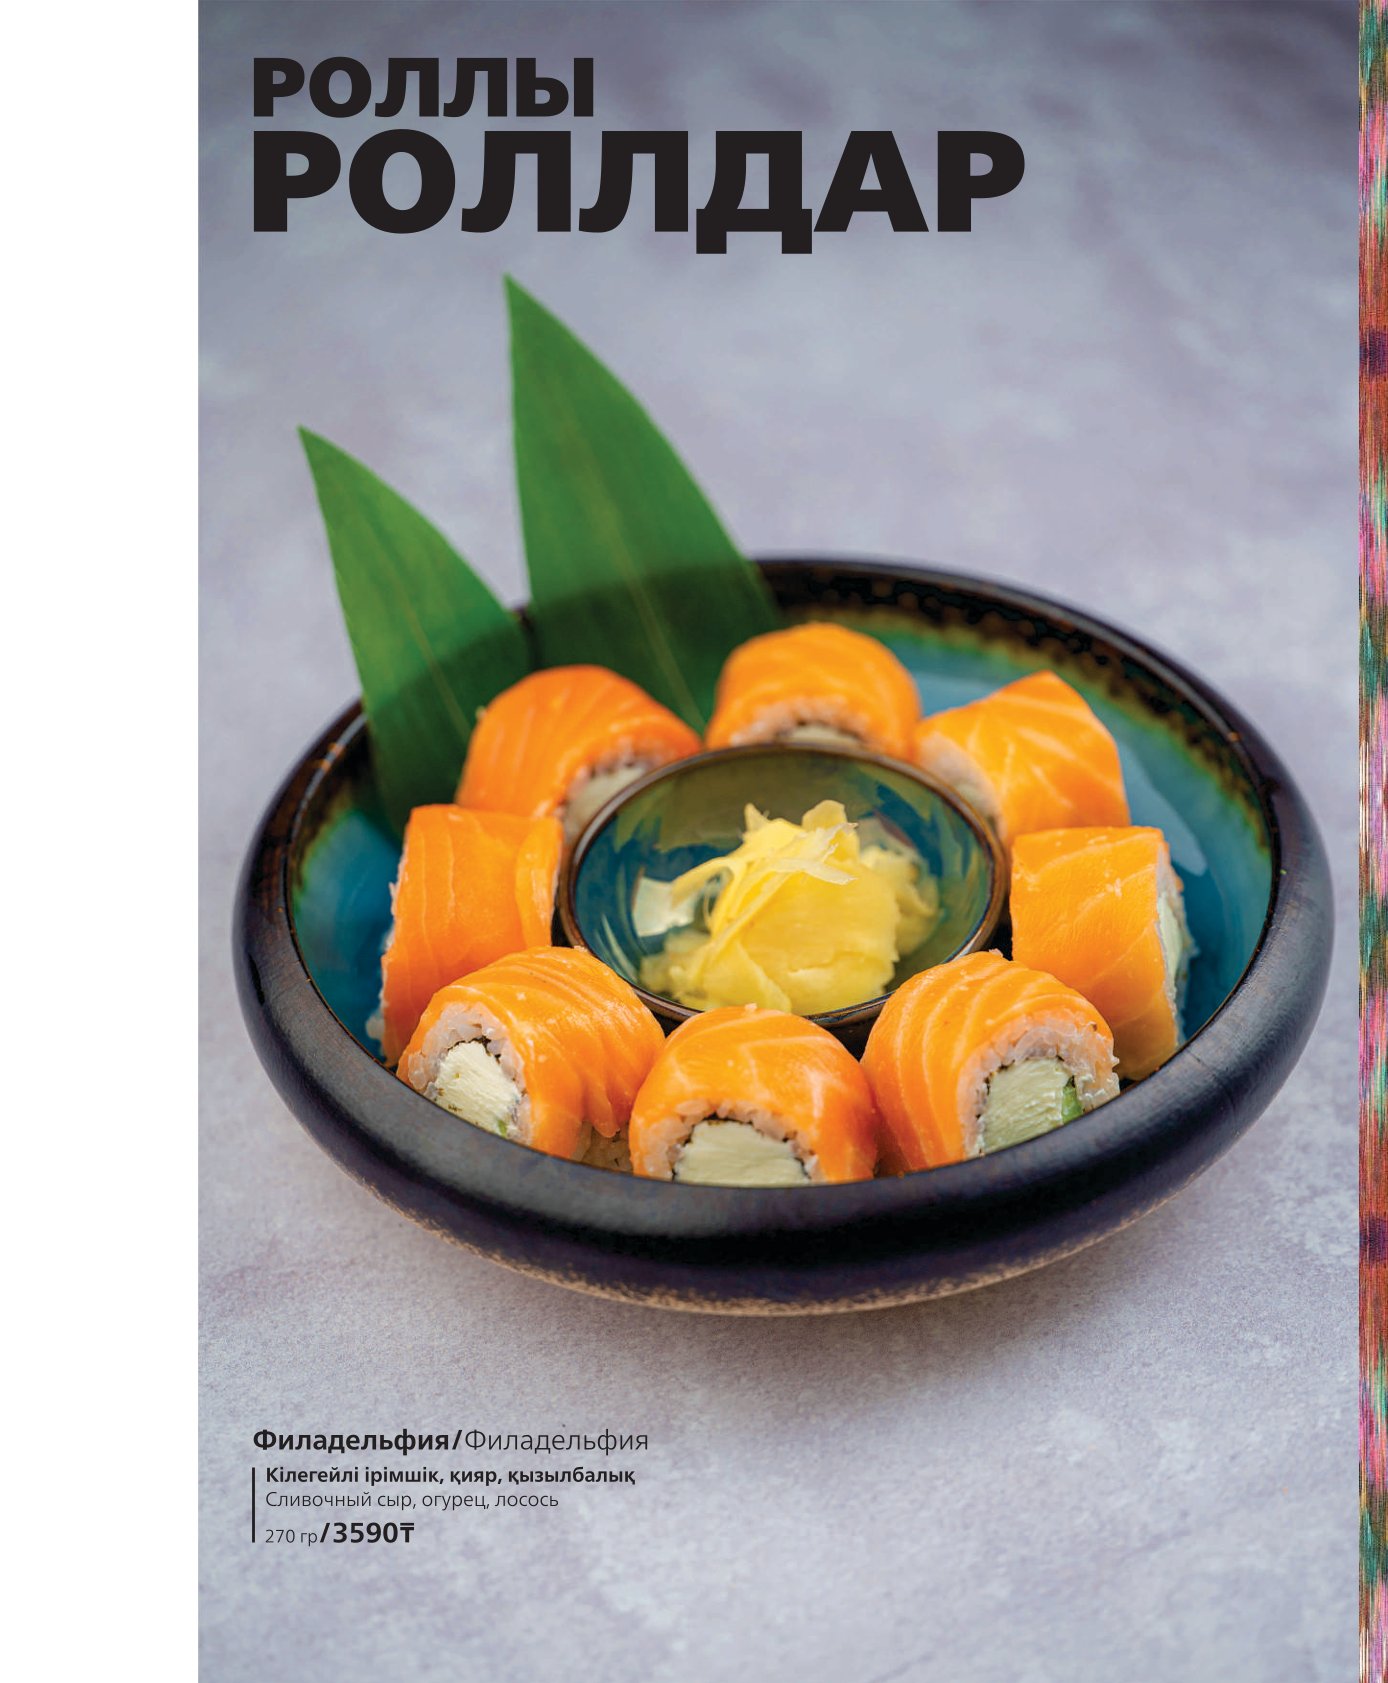 РОЛЛЫ
РОЛЛДАР
Филадельфия/Филадельфия
Кілегейлі ірімшік, қияр, қызылбалық
Сливочный сыр, огурец, лосось
270 гр/3590₸